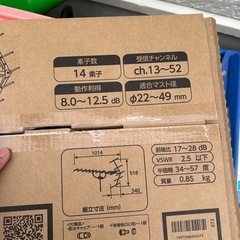 素子数
14 素子
受信チャンネル
ch.13~52
動作利得
8.0~12.5 dB
適合マスト径
φ22~49 mm
1014
518
340
組立寸法 (mm)
前後比 17~28 dB
VSWR 2.5 以下
半値幅 34~57 度
質量 0.85 kg